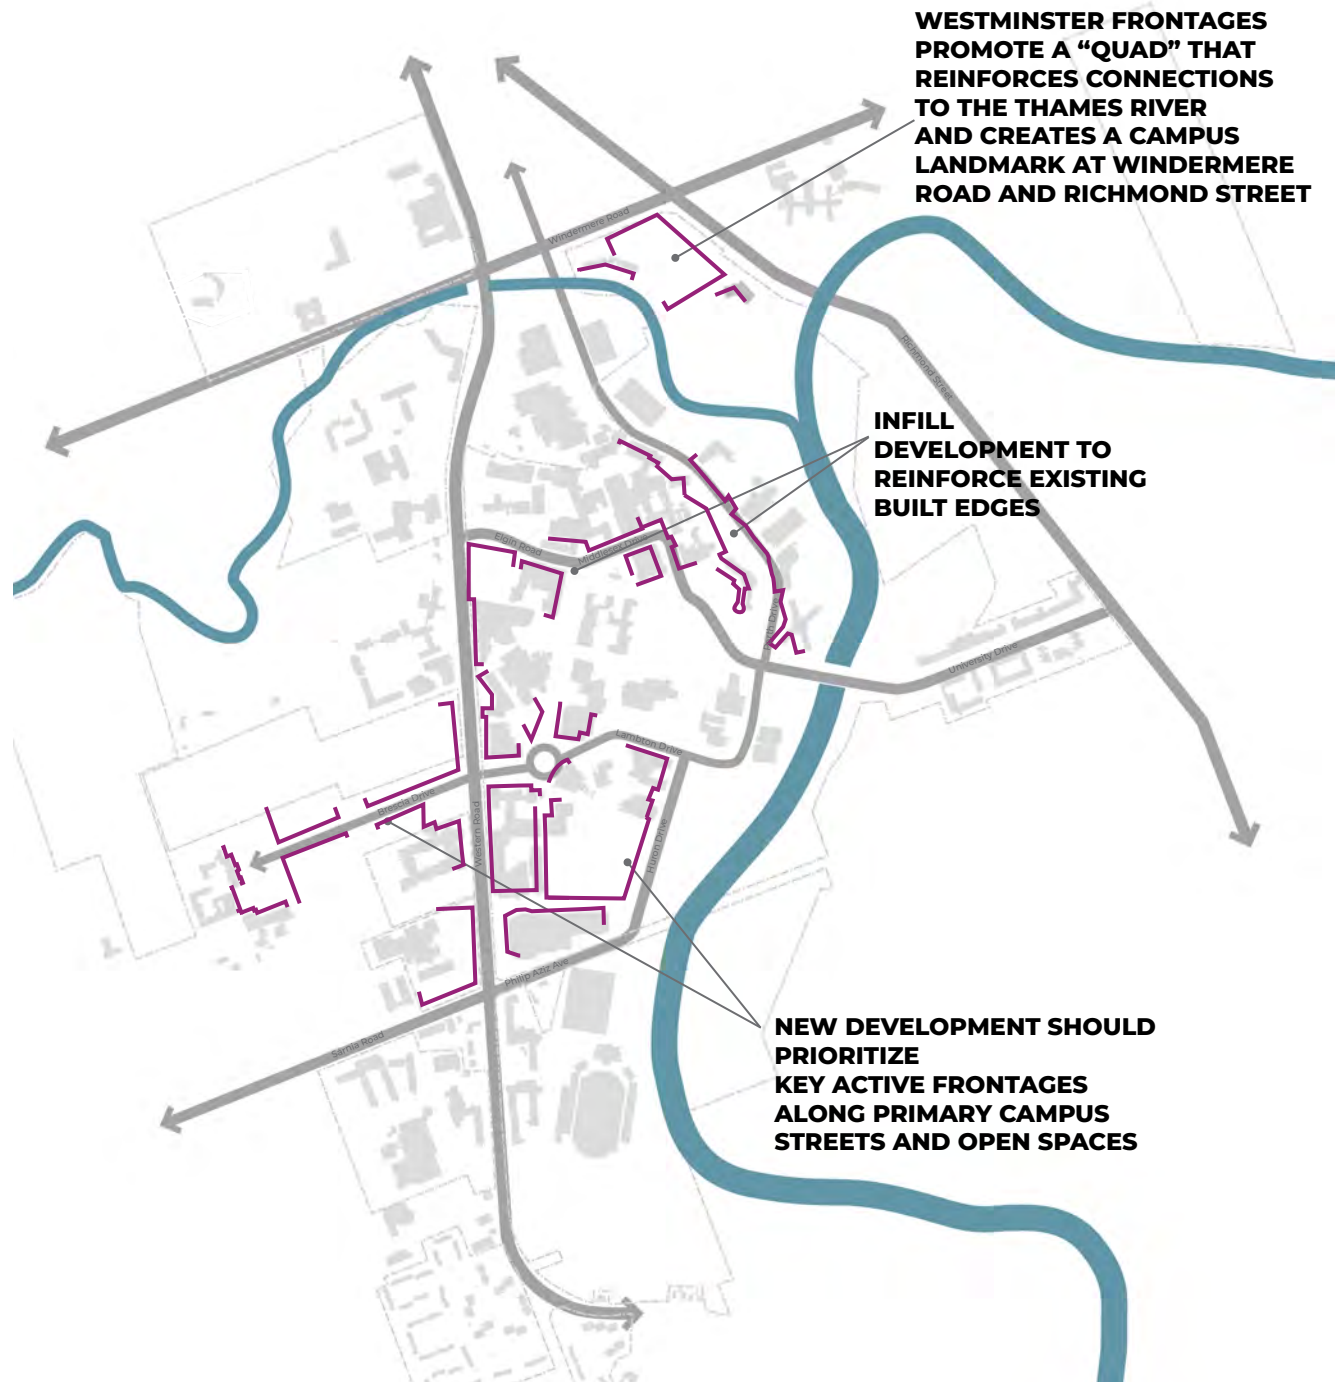 WESTMINSTER FRONTAGES
PROMOTE A “QUAD” THAT
REINFORCES CONNECTIONS
TO THE THAMES RIVER
AND CREATES A CAMPUS
LANDMARK AT WINDERMERE
ROAD AND RICHMOND STREET
Windermere Road
Richmond Street
INFILL
DEVELOPMENT TO
REINFORCE EXISTING
BUILT EDGES
Elgin Road
Middlesex Drive
Perth Drive
University Drive
Lambton Drive
Brescia Drive
Western Road
Huron Drive
Philip Aziz Ave
Sarnia Road
NEW DEVELOPMENT SHOULD
PRIORITIZE
KEY ACTIVE FRONTAGES
ALONG PRIMARY CAMPUS
STREETS AND OPEN SPACES